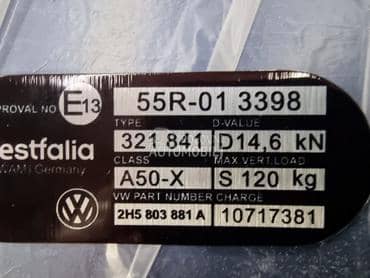 PROVAL NO E13 55R-01 3398
TYPE D-VALUE
321 841 D14,6 kN
estfalia CLASS MAX.VERT.LOAD
Germany A50-X S 120 kg
VW PART NUMBER CHARGE
2H5 803 881 A 10717381